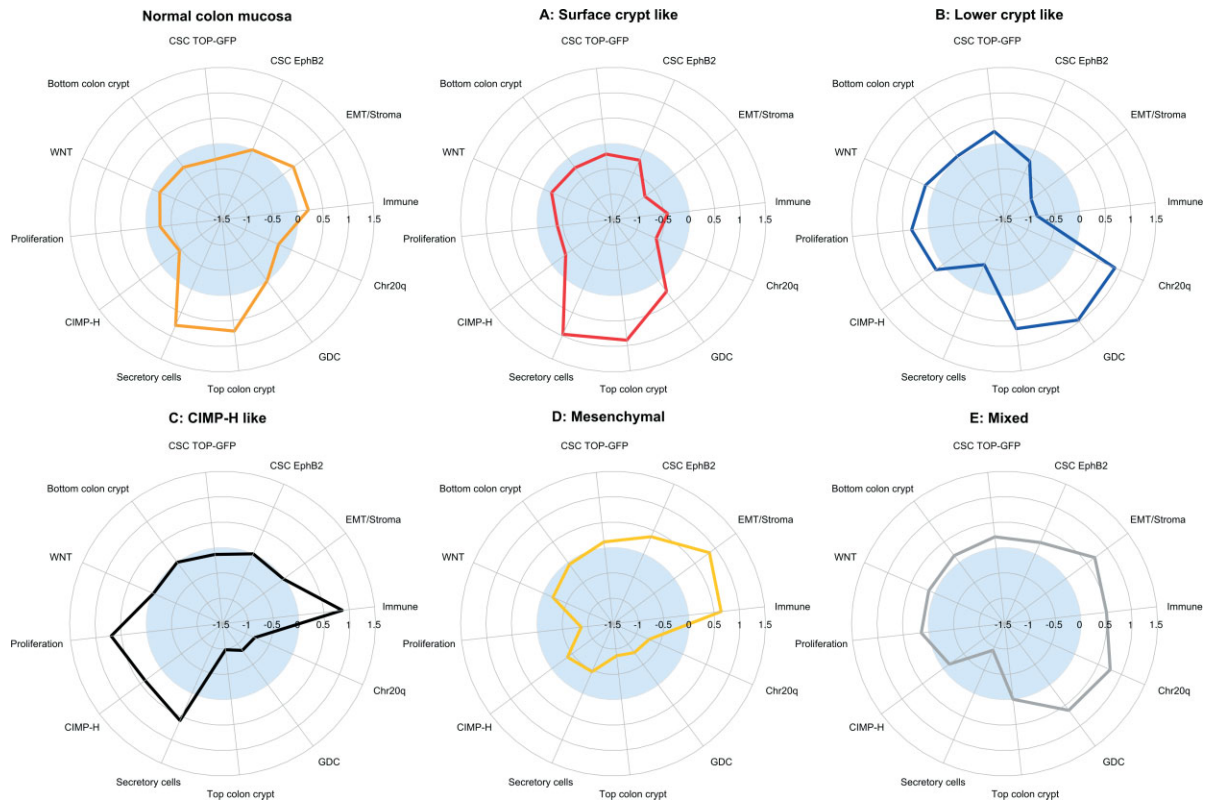 Normal colon mucosa
CSC TOP-GFP
CSC EphB2
Bottom colon crypt
EMT/Stroma
WNT
Immune
-1.5 -1 -0.5 0 0.5 1 1.5
Proliferation
Chr20q
CIMP-H
GDC
Secretory cells
Top colon crypt
A: Surface crypt like
CSC TOP-GFP
CSC EphB2
Bottom colon crypt
EMT/Stroma
WNT
Immune
-1.5 -1 -0.5 0 0.5 1 1.5
Proliferation
Chr20q
CIMP-H
GDC
Secretory cells
Top colon crypt
B: Lower crypt like
CSC TOP-GFP
CSC EphB2
Bottom colon crypt
EMT/Stroma
WNT
Immune
-1.5 -1 -0.5 0 0.5 1 1.5
Proliferation
Chr20q
CIMP-H
GDC
Secretory cells
Top colon crypt
C: CIMP-H like
CSC TOP-GFP
CSC EphB2
Bottom colon crypt
EMT/Stroma
WNT
Immune
-1.5 -1 -0.5 0 0.5 1 1.5
Proliferation
Chr20q
CIMP-H
GDC
Secretory cells
Top colon crypt
D: Mesenchymal
CSC TOP-GFP
CSC EphB2
Bottom colon crypt
EMT/Stroma
WNT
Immune
-1.5 -1 -0.5 0 0.5 1 1.5
Proliferation
Chr20q
CIMP-H
GDC
Secretory cells
Top colon crypt
E: Mixed
CSC TOP-GFP
CSC EphB2
Bottom colon crypt
EMT/Stroma
WNT
Immune
-1.5 -1 -0.5 0 0.5 1 1.5
Proliferation
Chr20q
CIMP-H
GDC
Secretory cells
Top colon crypt